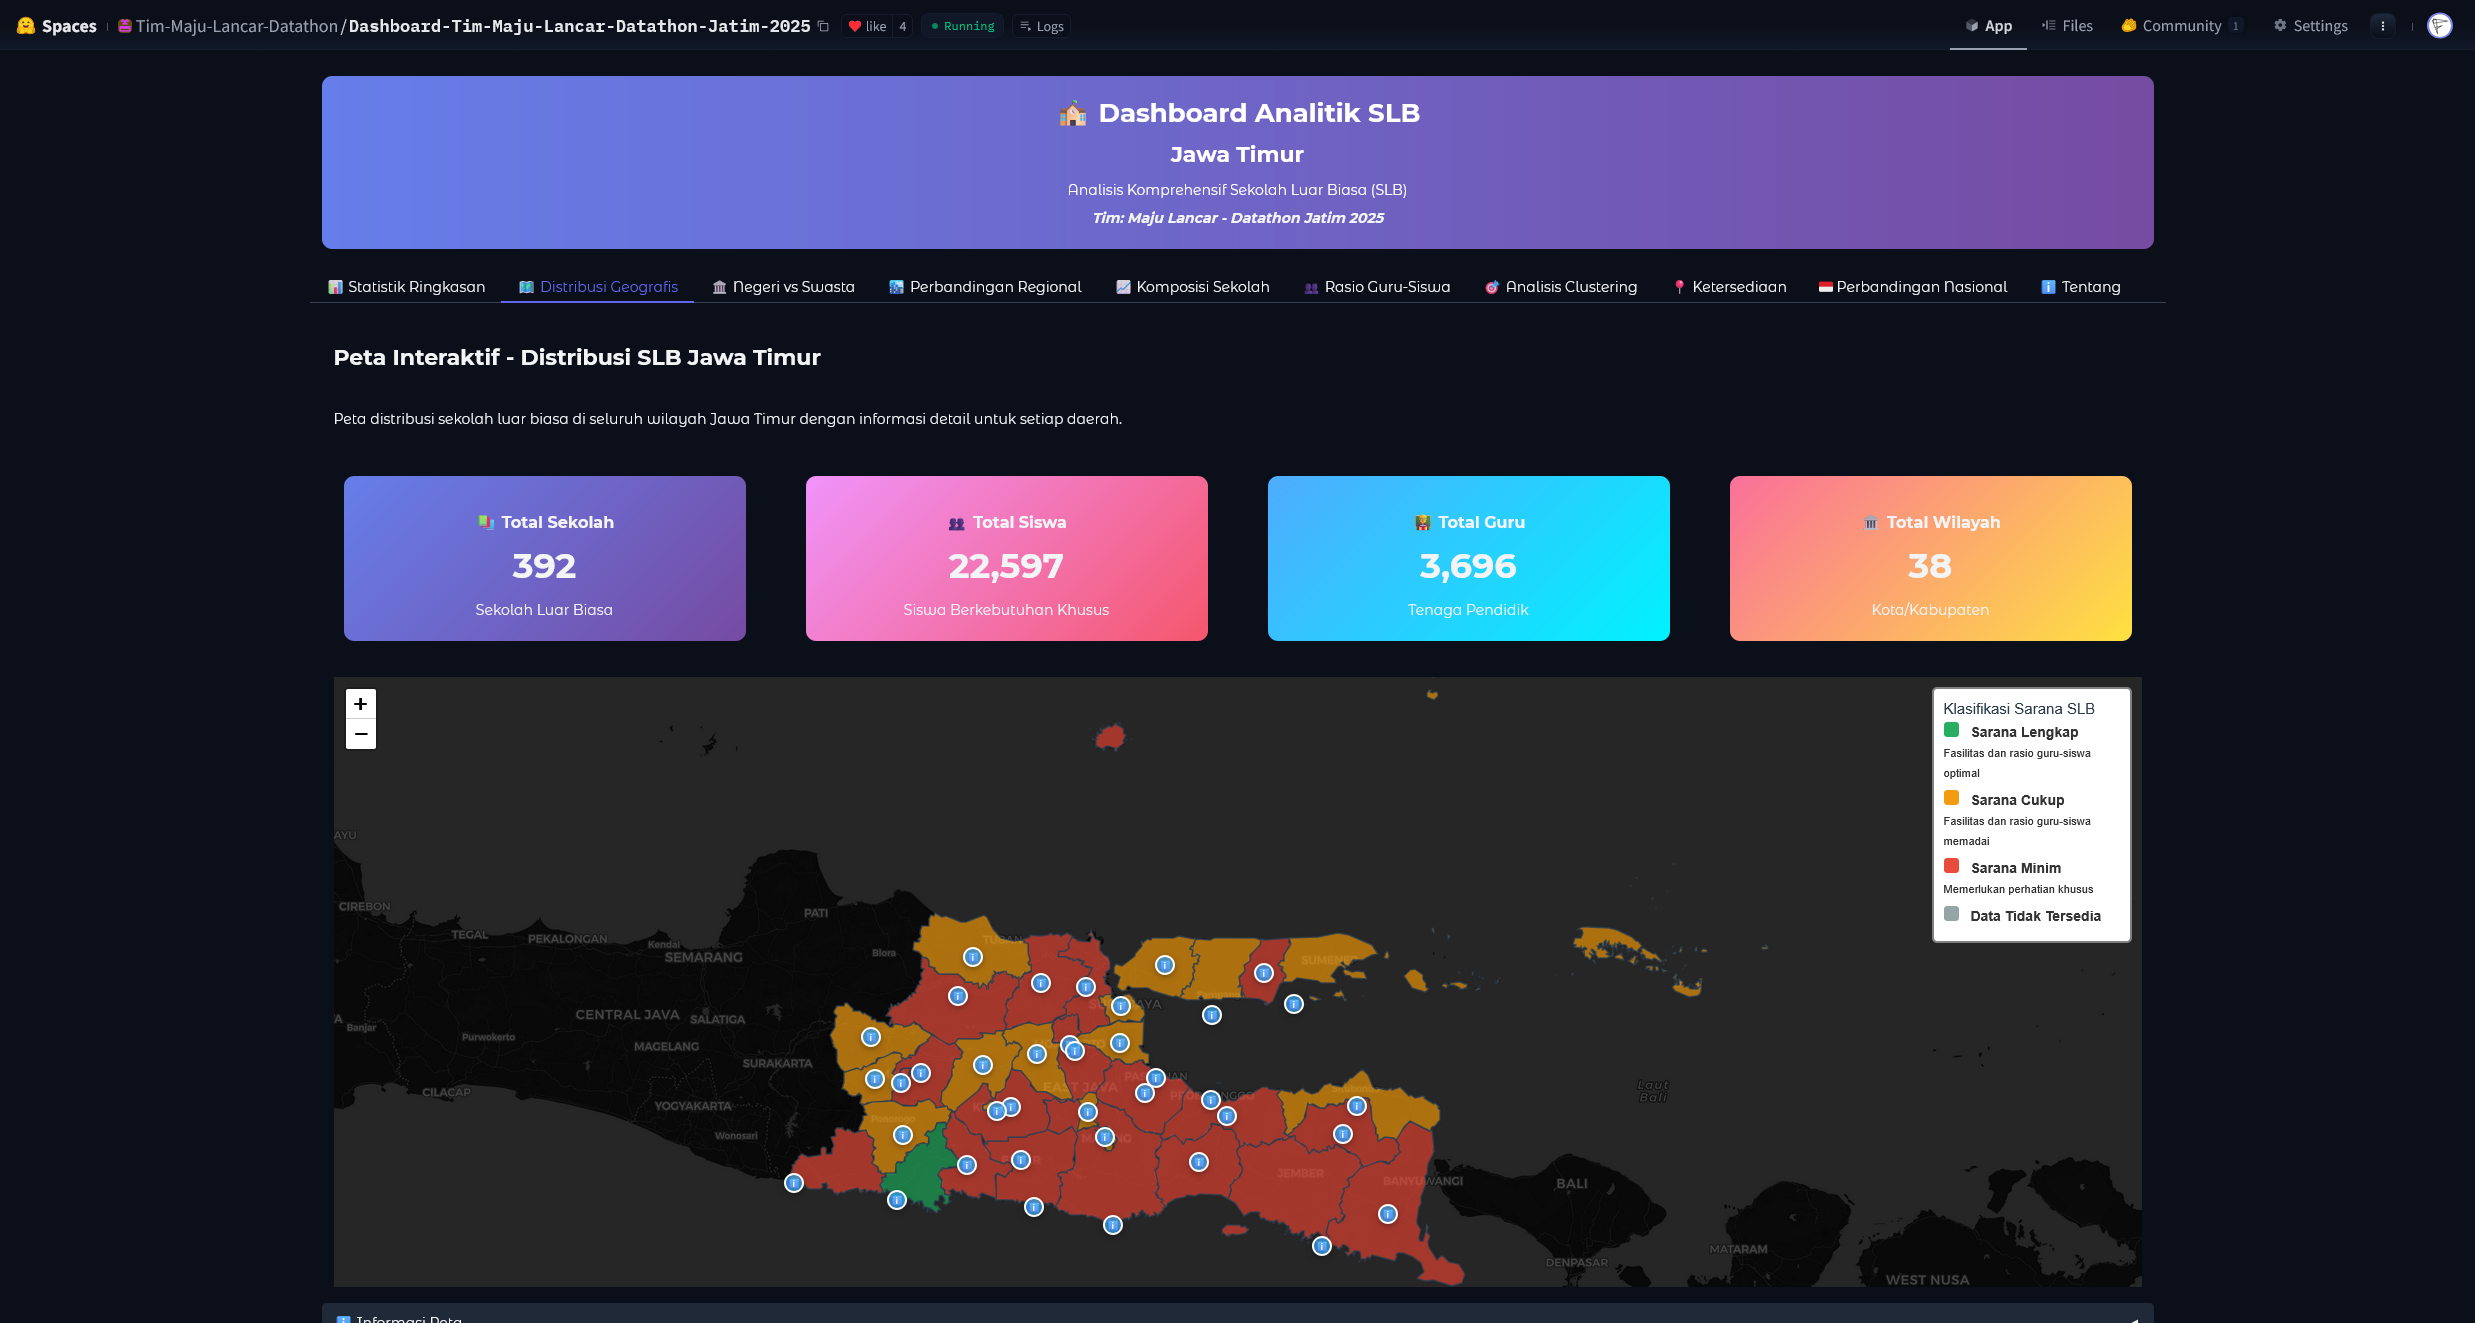 Spaces
Tim-Maju-Lancar-Datathon/Dashboard-Tim-Maju-Lancar-Datathon-Jatim-2025
like 4
Running
Logs
App
Files
Community 1
Settings
Dashboard Analitik SLB
Jawa Timur
Analisis Komprehensif Sekolah Luar Biasa (SLB)
Tim: Maju Lancar - Datathon Jatim 2025
Statistik Ringkasan
Distribusi Geografis
Negeri vs Swasta
Perbandingan Regional
Komposisi Sekolah
Rasio Guru-Siswa
Analisis Clustering
Ketersediaan
Perbandingan Nasional
Tentang
Peta Interaktif - Distribusi SLB Jawa Timur
Peta distribusi sekolah luar biasa di seluruh wilayah Jawa Timur dengan informasi detail untuk setiap daerah.
Total Sekolah
392
Sekolah Luar Biasa
Total Siswa
22,597
Siswa Berkebutuhan Khusus
Total Guru
3,696
Tenaga Pendidik
Total Wilayah
38
Kota/Kabupaten
+
−
Klasifikasi Sarana SLB
Sarana Lengkap
Fasilitas dan rasio guru-siswa
optimal
Sarana Cukup
Fasilitas dan rasio guru-siswa
memadai
Sarana Minim
Memerlukan perhatian khusus
Data Tidak Tersedia
AYU
CIREBON
TEGAL
PEKALONGAN
Kendal
SEMARANG
PATI
Blora
TUBAN
SUMENEP
CENTRAL JAVA
SALATIGA
Banjar
Purwokerto
MAGELANG
SURAKARTA
CILACAP
YOGYAKARTA
Wonosari
Ponorogo
EAST JAVA
JEMBER
BANYUWANGI
Laut
Bali
BALI
DENPASAR
MATARAM
WEST NUSA
Informasi Peta